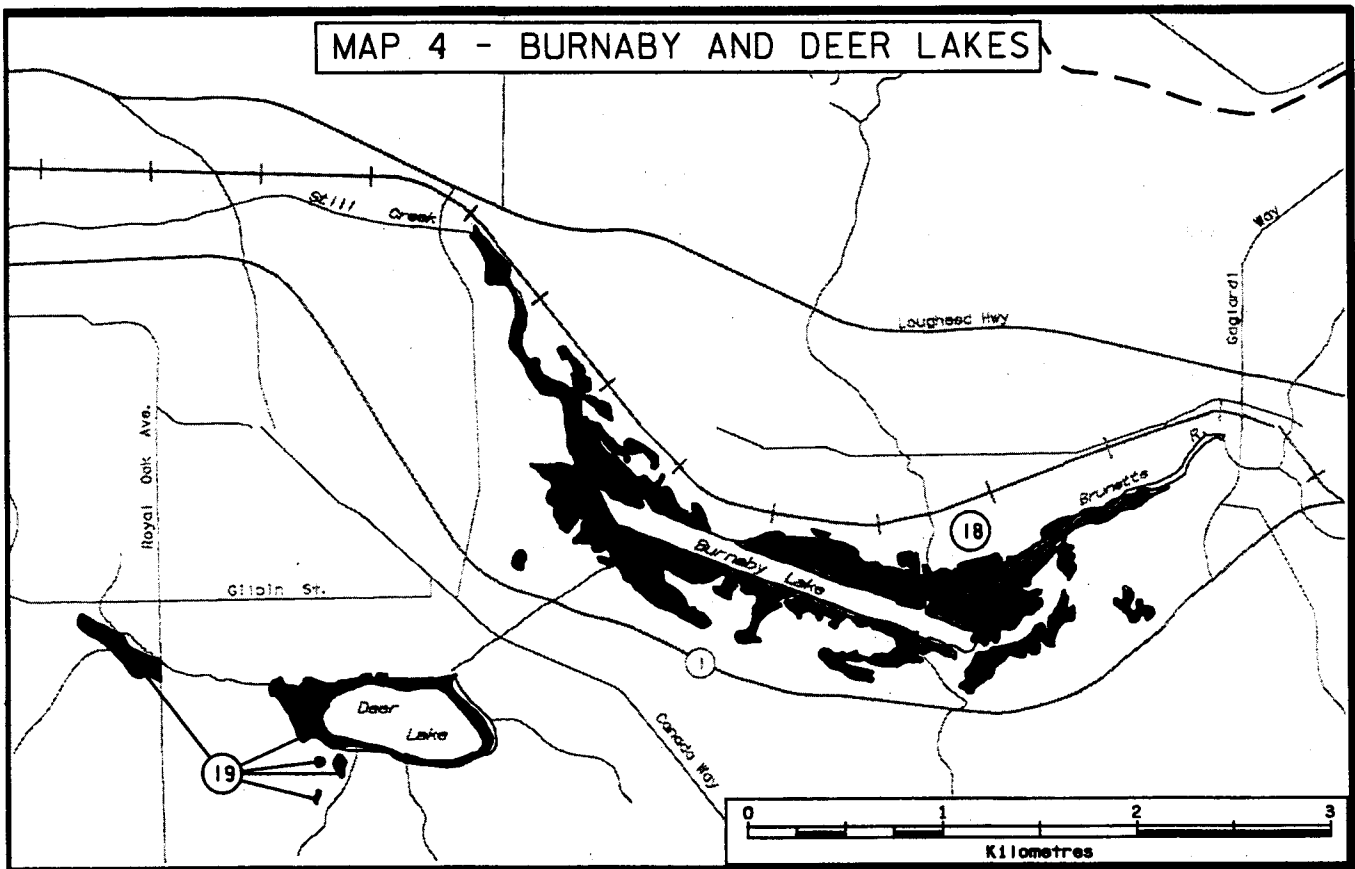 MAP 4 - BURNABY AND DEER LAKES
Still Creek
Way
Gaglardi
Lougheed Hwy
Royal Oak Ave.
R.
Brunette
18
Burnaby Lake
Gilpin St.
1
Deer
Lake
Canada Way
19
0 1 2 3
Kilometres